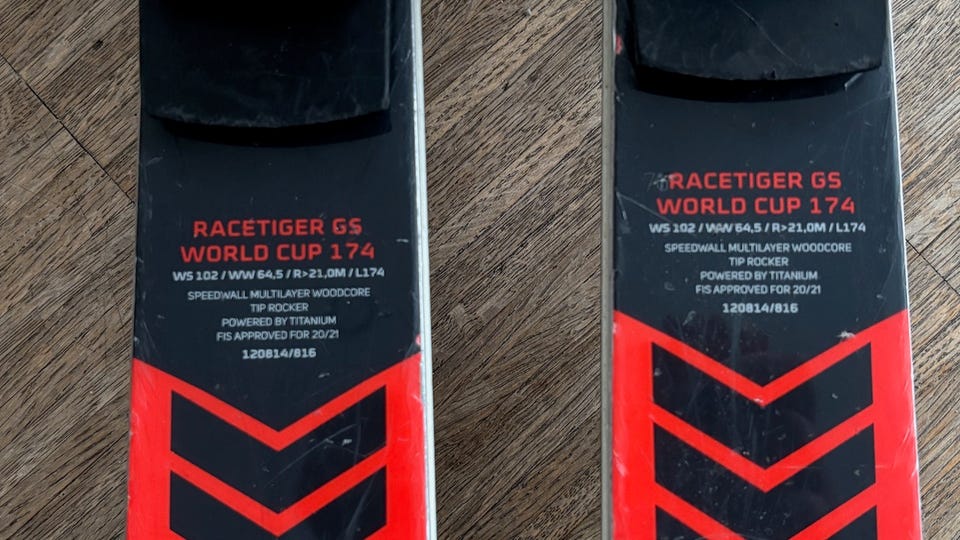 RACETIGER GS
WORLD CUP 174
WS 102 / WW 64,5 / R>21,0M / L174
SPEEDWALL MULTILAYER WOODCORE
TIP ROCKER
POWERED BY TITANIUM
FIS APPROVED FOR 20/21
120814/816
RACETIGER GS
WORLD CUP 174
WS 102 / WW 64,5 / R>21,0M / L174
SPEEDWALL MULTILAYER WOODCORE
TIP ROCKER
POWERED BY TITANIUM
FIS APPROVED FOR 20/21
120814/816